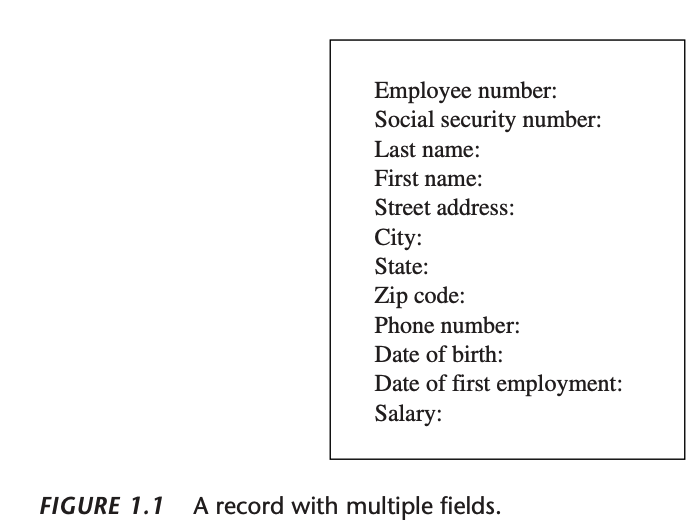 Employee number:
Social security number:
Last name:
First name:
Street address:
City:
State:
Zip code:
Phone number:
Date of birth:
Date of first employment:
Salary:
FIGURE 1.1 A record with multiple fields.